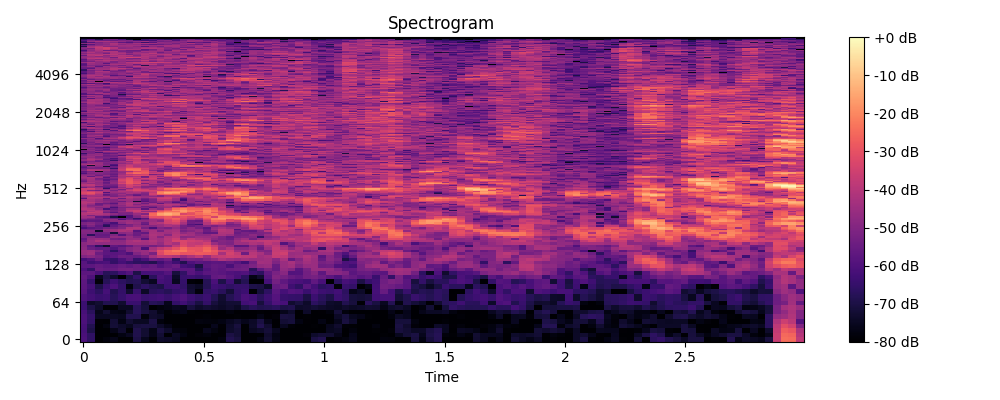 Spectrogram
Hz
4096
2048
1024
512
256
128
64
0
0
0.5
1
1.5
2
2.5
Time
+0 dB
-10 dB
-20 dB
-30 dB
-40 dB
-50 dB
-60 dB
-70 dB
-80 dB